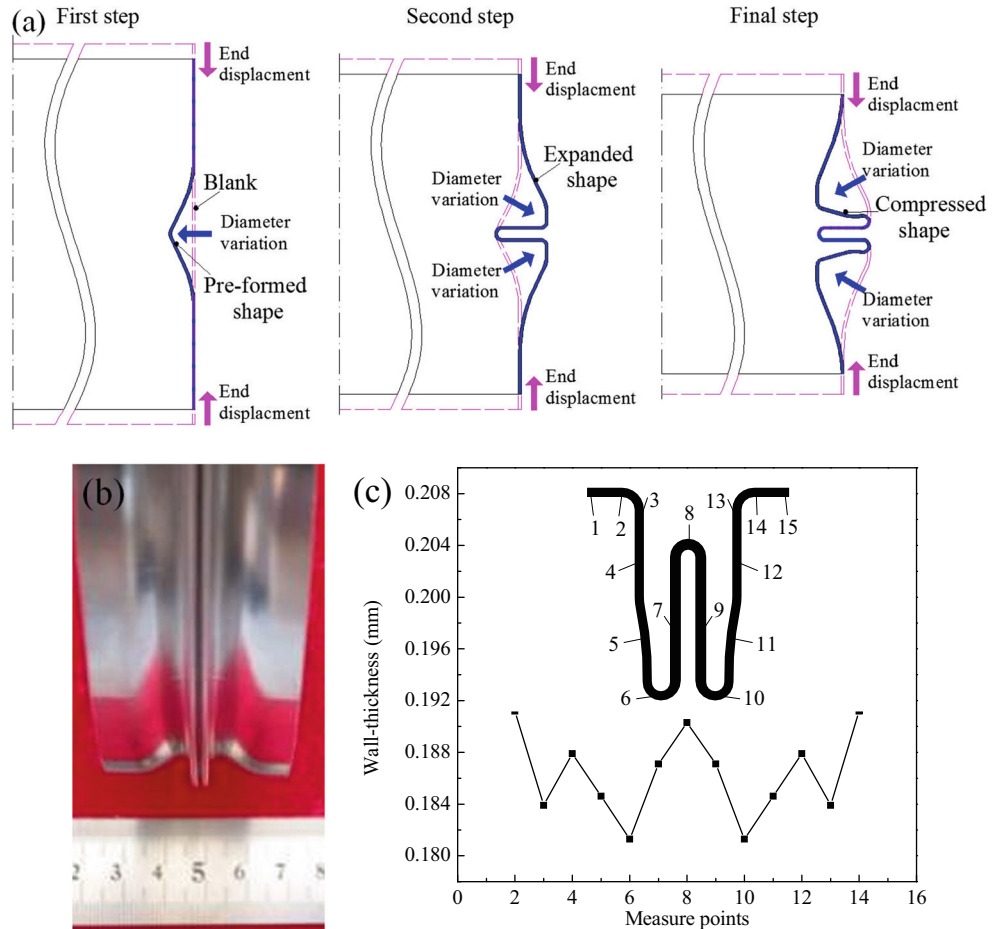 (a)
First step
Second step
Final step
End
displacment
End
displacment
End
displacment
Blank
Diameter
variation
Pre-formed
shape
Expanded
shape
Diameter
variation
Diameter
variation
Diameter
variation
Compressed
shape
Diameter
variation
End
displacment
End
displacment
End
displacment
(b)
2 3 4 5 6 7 8
(c)
Wall-thickness (mm)
0.208
0.204
0.200
0.196
0.192
0.188
0.184
0.180
1 2 3 4 5 6 7 8 9 10 11 12 13 14 15
0 2 4 6 8 10 12 14 16
Measure points